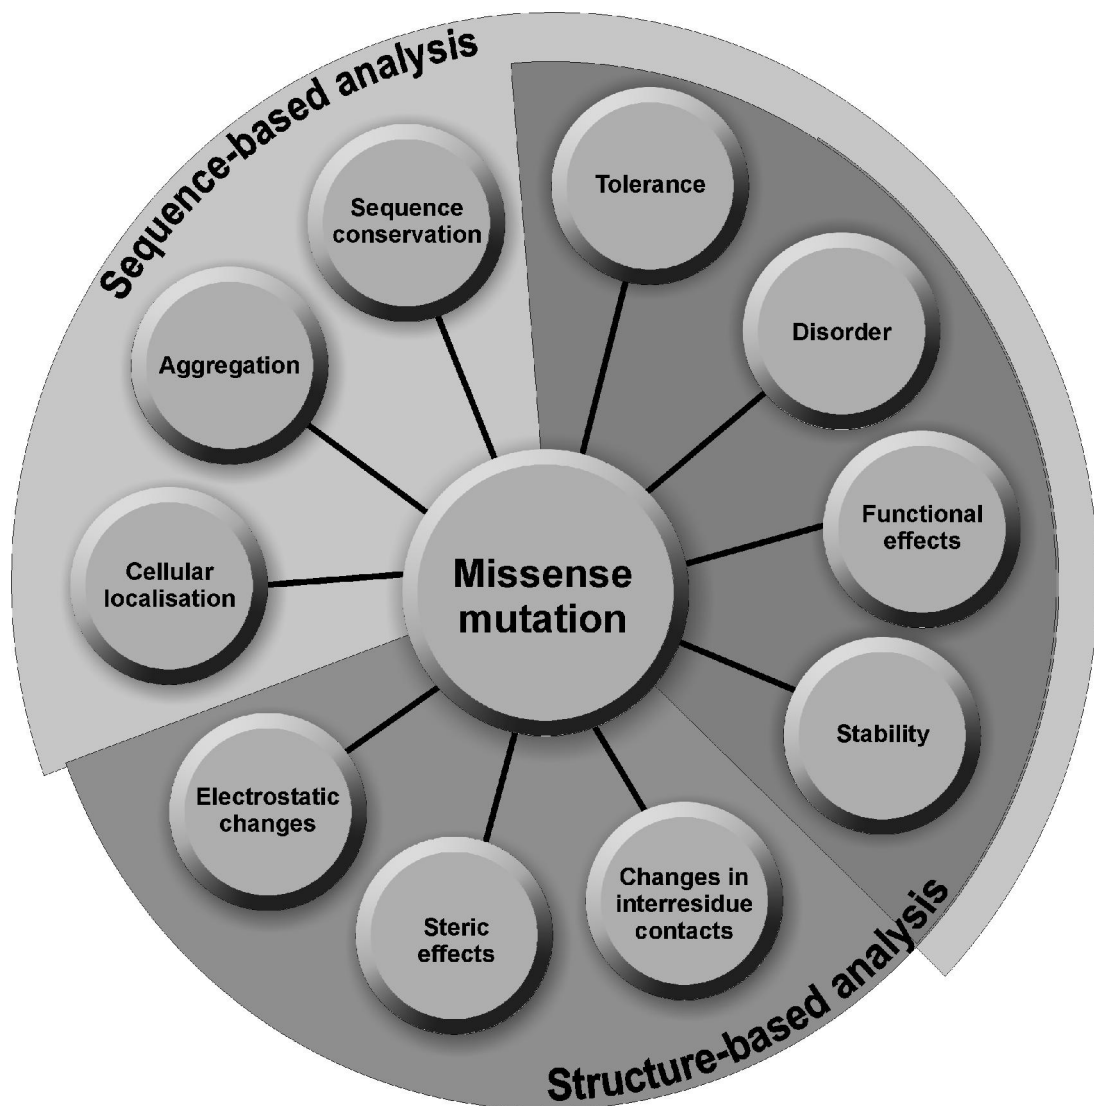 Sequence-based analysis
Tolerance
Sequence
conservation
Disorder
Aggregation
Functional
effects
Missense
mutation
Cellular
localisation
Stability
Electrostatic
changes
Changes in
interresidue
contacts
Steric
effects
Structure-based analysis